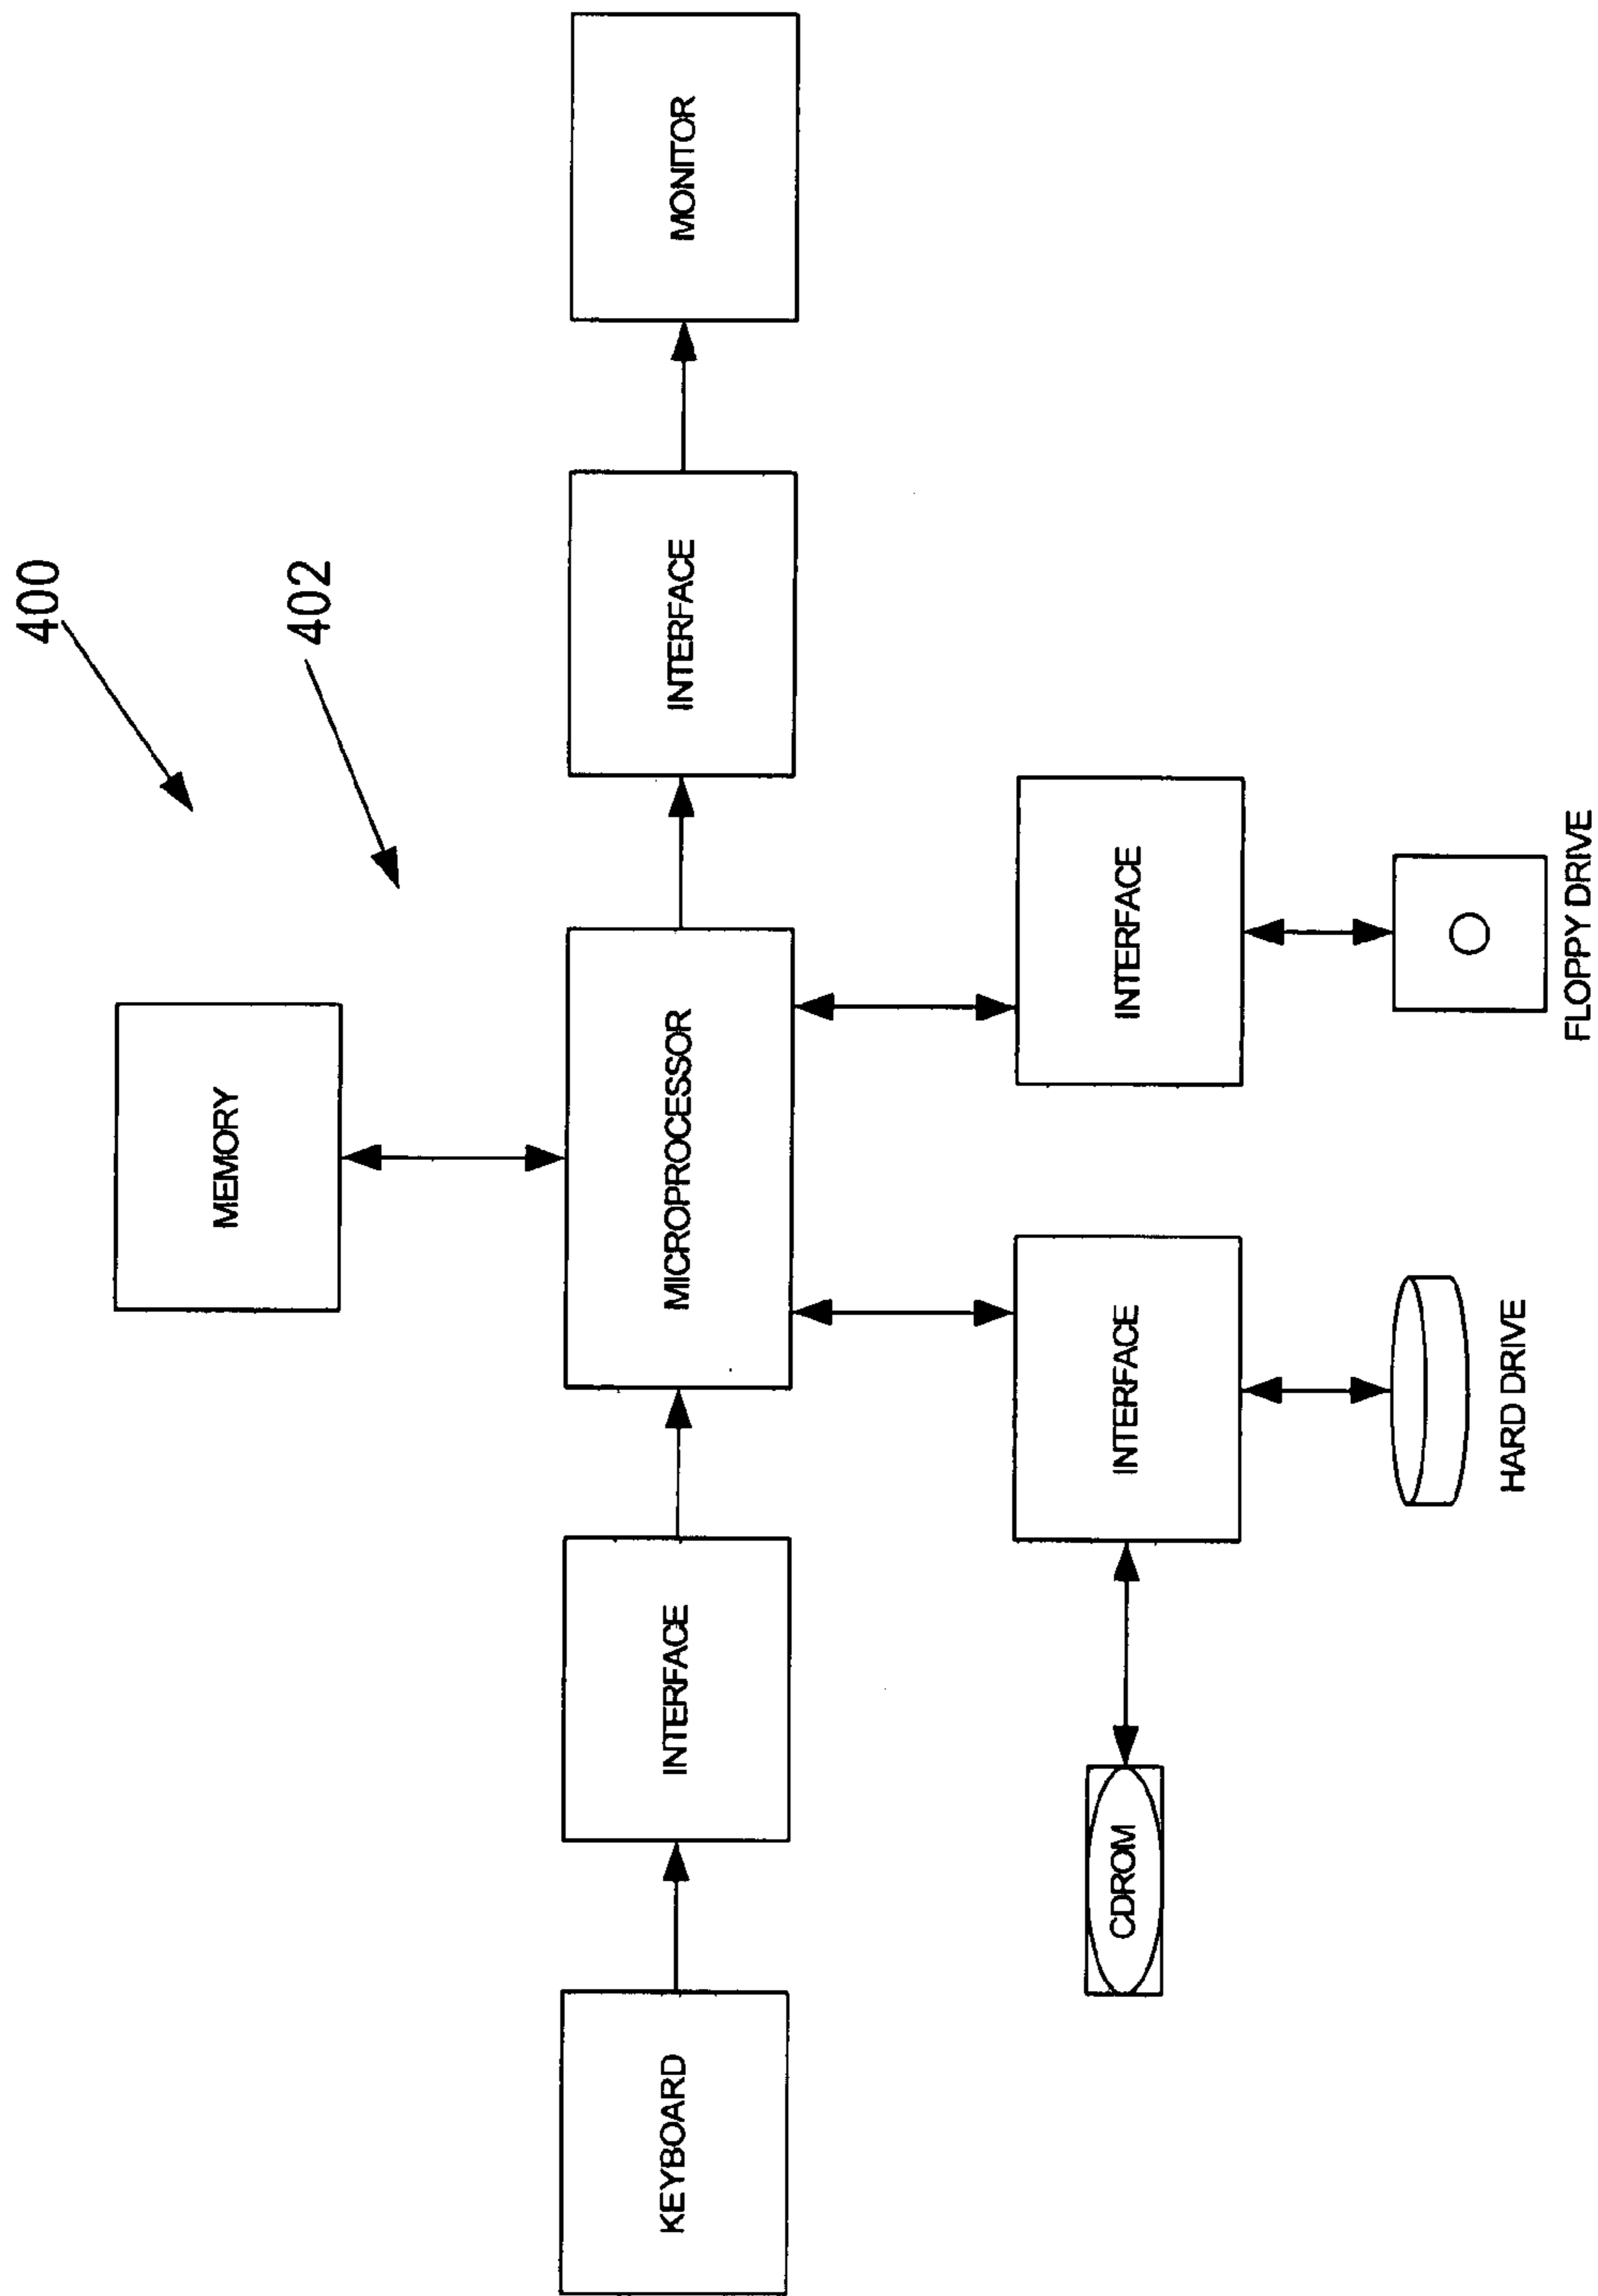 400
402
MEMORY
KEYBOARD
INTERFACE
MICROPROCESSOR
INTERFACE
MONITOR
CDROM
INTERFACE
INTERFACE
HARD DRIVE
FLOPPY DRIVE